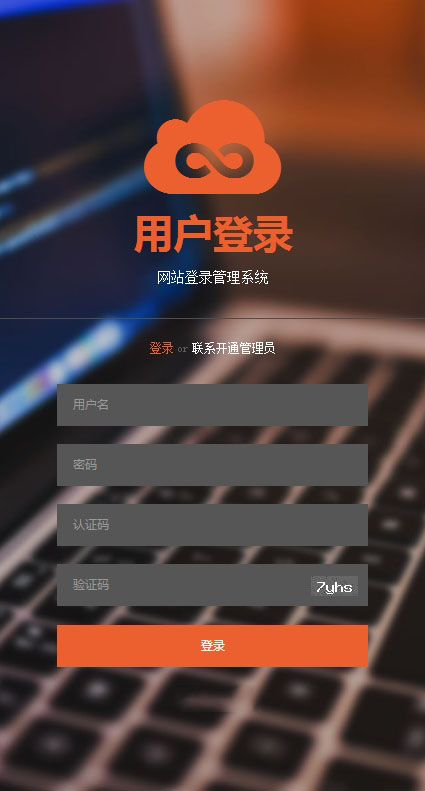 用户登录
网站登录管理系统
登录 or 联系开通管理员
用户名
密码
认证码
验证码 7yhs
登录